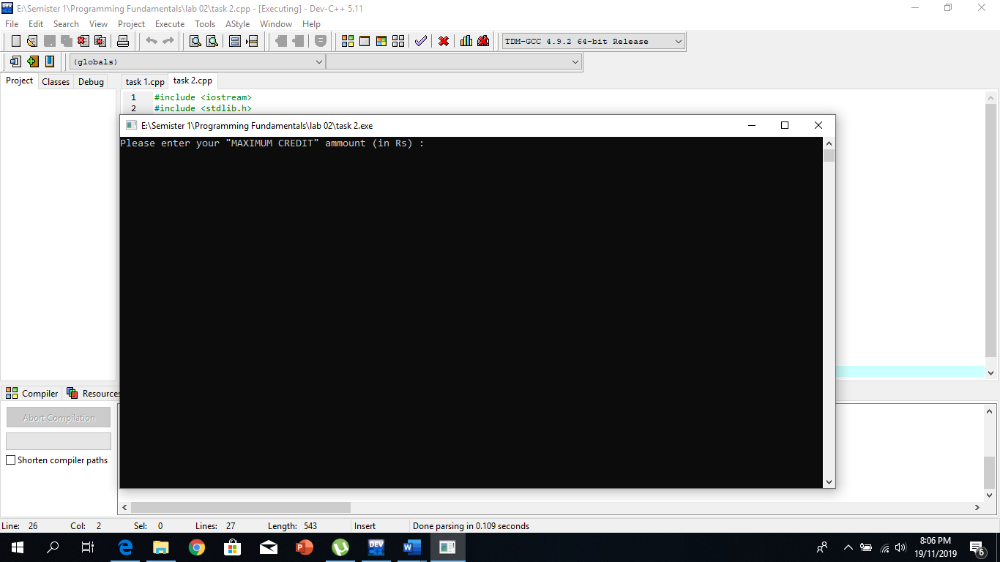 E:\Semister 1\Programming Fundamentals\lab 02\task 2.cpp - [Executing] - Dev-C++ 5.11
File Edit Search View Project Execute Tools AStyle Window Help
TDM-GCC 4.9.2 64-bit Release
(globals)
Project Classes Debug task 1.cpp task 2.cpp
1 #include <iostream>
2 #include <stdlib.h>
E:\Semister 1\Programming Fundamentals\lab 02\task 2.exe
Please enter your "MAXIMUM CREDIT" ammount (in Rs) :
Compiler Resources
Abort Compilation
Shorten compiler paths
Line: 26 Col: 2 Sel: 0 Lines: 27 Length: 543 Insert Done parsing in 0.109 seconds
DEV
8:06 PM
19/11/2019
6